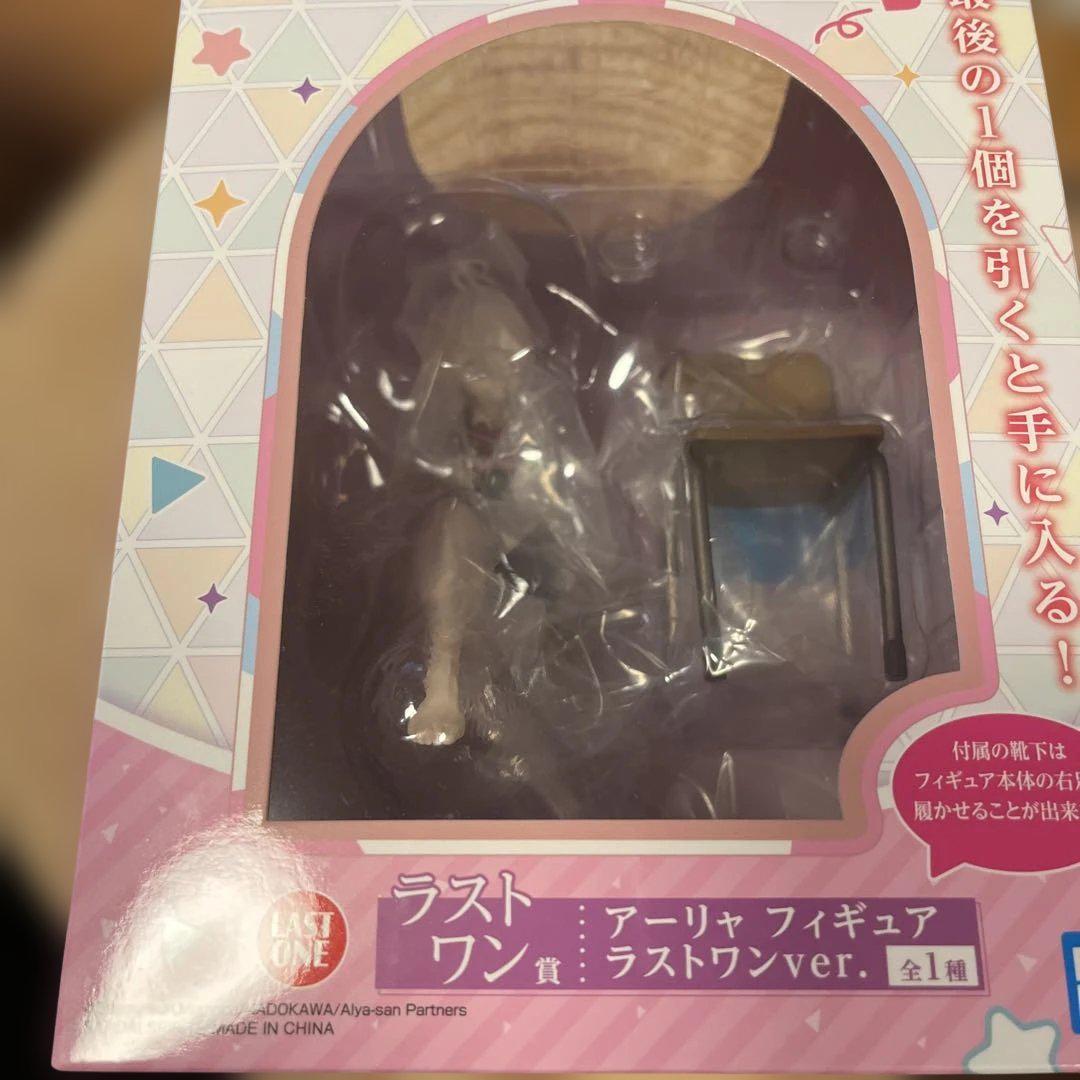 最後の1個を引くと手に入る!
付属の靴下は
フィギュア本体の右足
履かせることが出来
LAST
ONE
ラスト
ワン賞
アーリャ フィギュア
ラストワンver.
全1種
ADOKAWA/Alya-san Partners
MADE IN CHINA